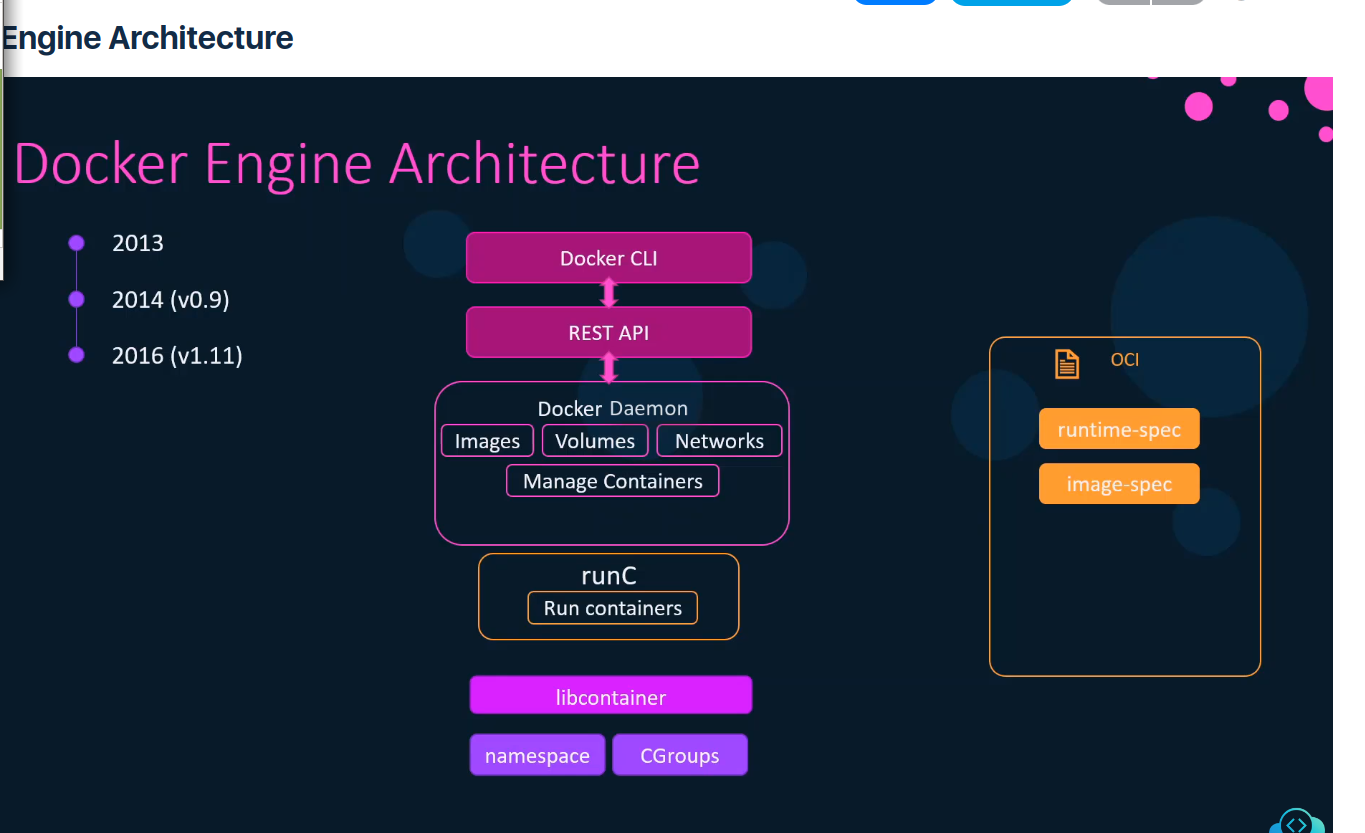 Engine Architecture
Docker Engine Architecture
2013
2014 (v0.9)
2016 (v1.11)
Docker CLI
REST API
Docker Daemon
Images
Volumes
Networks
Manage Containers
runC
Run containers
libcontainer
namespace
CGroups
OCI
runtime-spec
image-spec